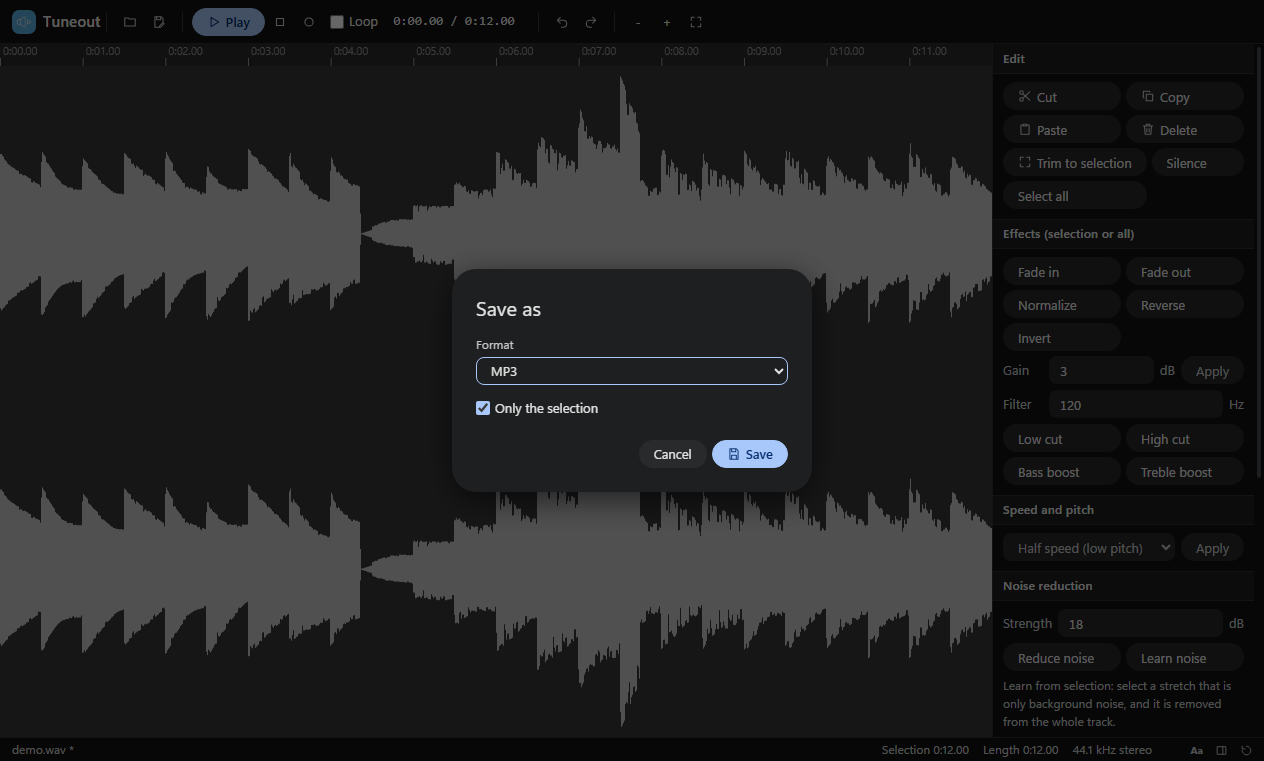 Tuneout
Play
Loop
0:00.00 / 0:12.00
-
+
0:00.00 0:01.00 0:02.00 0:03.00 0:04.00 0:05.00 0:06.00 0:07.00 0:08.00 0:09.00 0:10.00 0:11.00
Edit
Cut Copy
Paste Delete
Trim to selection Silence
Select all
Effects (selection or all)
Fade in Fade out
Normalize Reverse
Invert
Gain 3 dB Apply
Filter 120 Hz
Low cut High cut
Bass boost Treble boost
Speed and pitch
Half speed (low pitch) Apply
Noise reduction
Strength 18 dB
Reduce noise Learn noise
Learn from selection: select a stretch that is
only background noise, and it is removed
from the whole track.
Save as
Format
MP3
Only the selection
Cancel Save
demo.wav *
Selection 0:12.00 Length 0:12.00 44.1 kHz stereo Aa